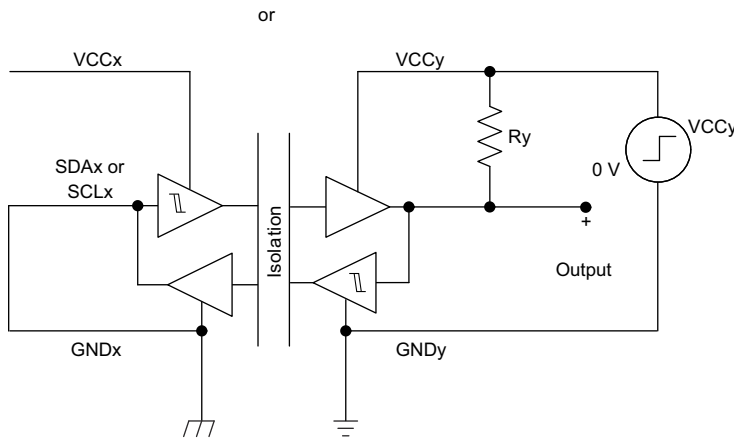 or
VCCx
VCCy
VCCy
Ry
0 V
SDAx or
SCLx
Isolation
+
Output
GNDx
GNDy